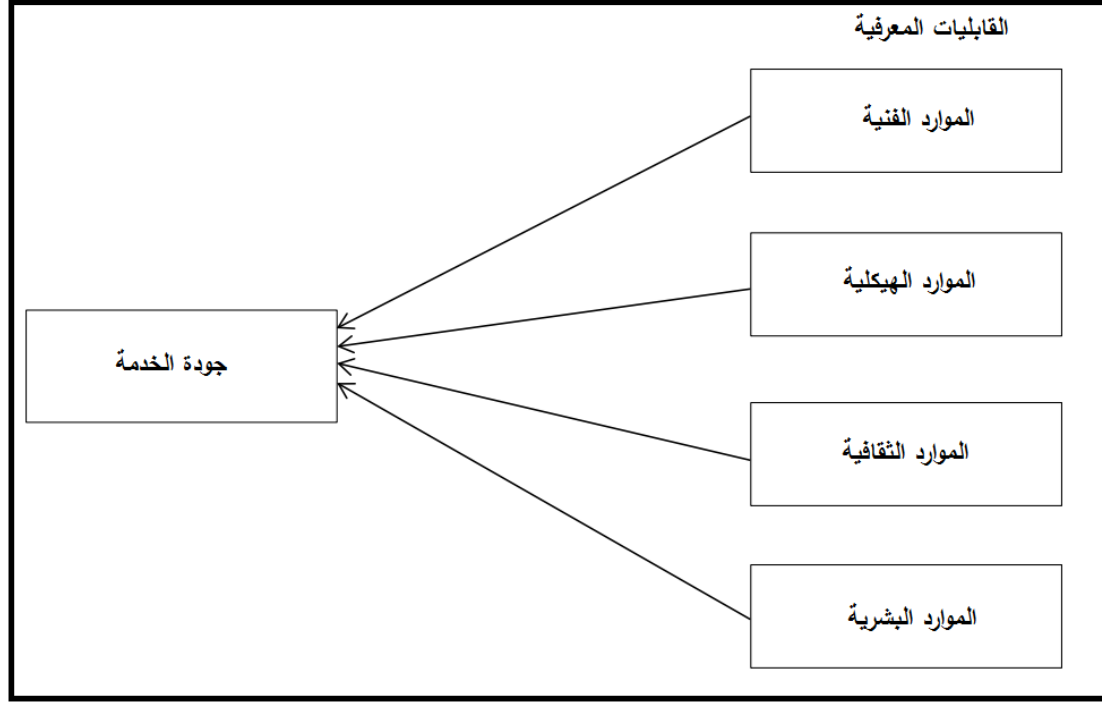 القابليات المعرفية
الموارد الفنية
الموارد الهيكلية
جودة الخدمة
الموارد الثقافية
الموارد البشرية